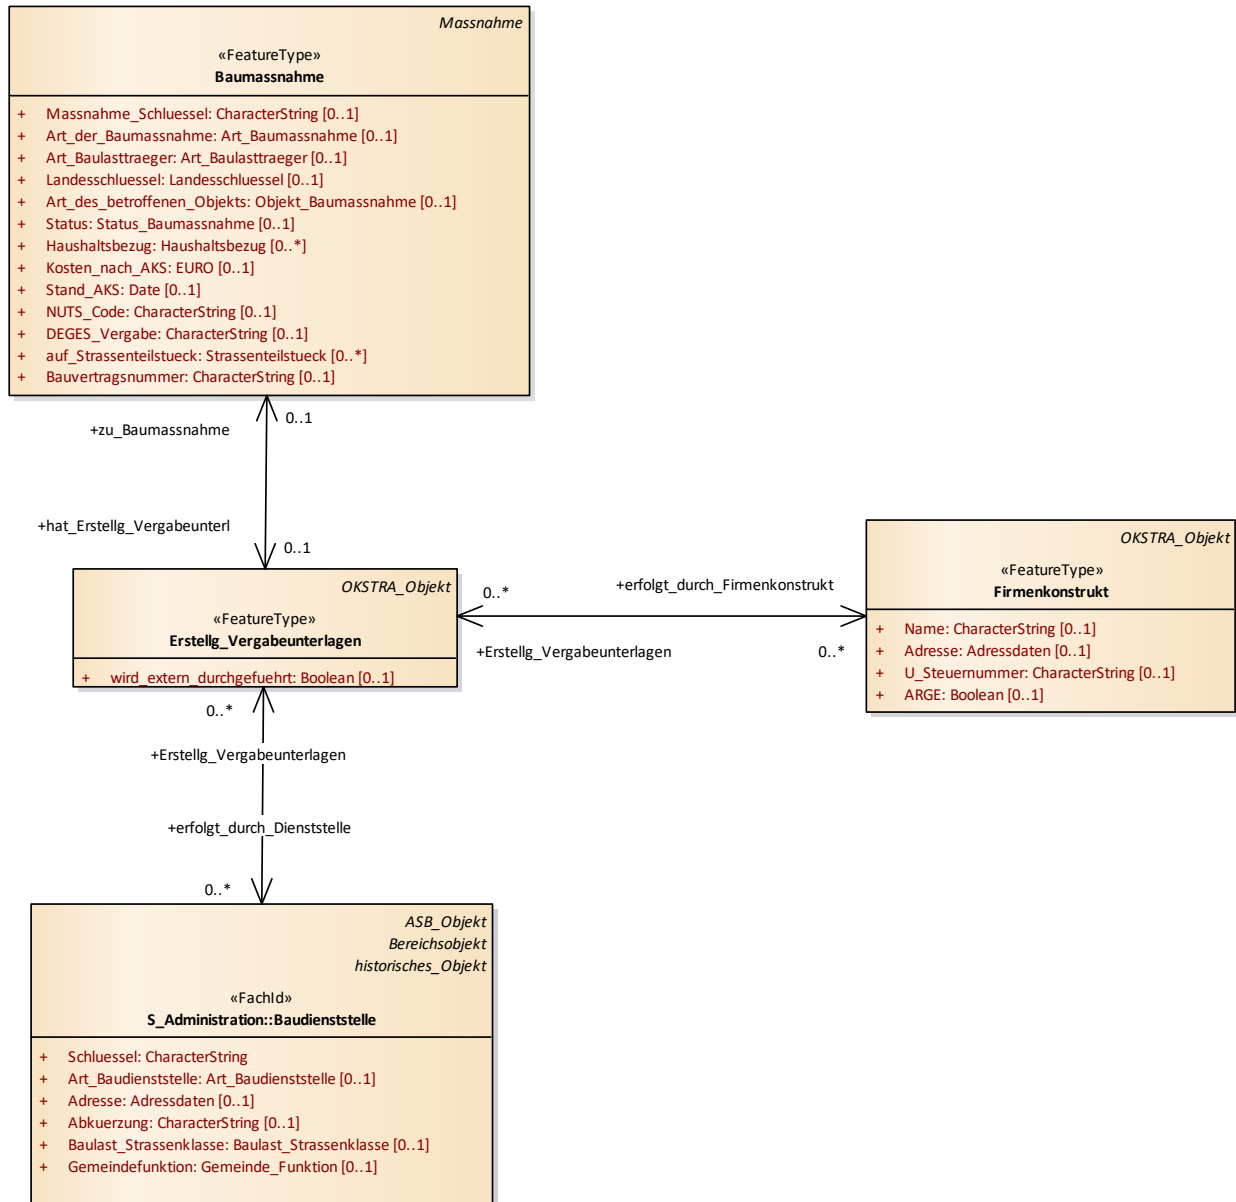 Massnahme
«FeatureType»
Baumassnahme
+ Massnahme_Schluessel: CharacterString [0..1]
+ Art_der_Baumassnahme: Art_Baumassnahme [0..1]
+ Art_Baulasttraeger: Art_Baulasttraeger [0..1]
+ Landesschluessel: Landesschluessel [0..1]
+ Art_des_betroffenen_Objekts: Objekt_Baumassnahme [0..1]
+ Status: Status_Baumassnahme [0..1]
+ Haushaltsbezug: Haushaltsbezug [0..*]
+ Kosten_nach_AKS: EURO [0..1]
+ Stand_AKS: Date [0..1]
+ NUTS_Code: CharacterString [0..1]
+ DEGES_Vergabe: CharacterString [0..1]
+ auf_Strassenteilstueck: Strassenteilstueck [0..*]
+ Bauvertragsnummer: CharacterString [0..1]
0..1
+zu_Baumassnahme
+hat_Erstellg_Vergabeunterl
0..1
OKSTRA_Objekt
«FeatureType»
Erstellg_Vergabeunterlagen
+ wird_extern_durchgefuehrt: Boolean [0..1]
0..*
+erfolgt_durch_Firmenkonstrukt
+Erstellg_Vergabeunterlagen
0..*
OKSTRA_Objekt
«FeatureType»
Firmenkonstrukt
+ Name: CharacterString [0..1]
+ Adresse: Adressdaten [0..1]
+ U_Steuernummer: CharacterString [0..1]
+ ARGE: Boolean [0..1]
0..*
+Erstellg_Vergabeunterlagen
+erfolgt_durch_Dienststelle
0..*
ASB_Objekt
Bereichsobjekt
historisches_Objekt
«FachId»
S_Administration::Baudienststelle
+ Schluessel: CharacterString
+ Art_Baudienststelle: Art_Baudienststelle [0..1]
+ Adresse: Adressdaten [0..1]
+ Abkuerzung: CharacterString [0..1]
+ Baulast_Strassenklasse: Baulast_Strassenklasse [0..1]
+ Gemeindefunktion: Gemeinde_Funktion [0..1]